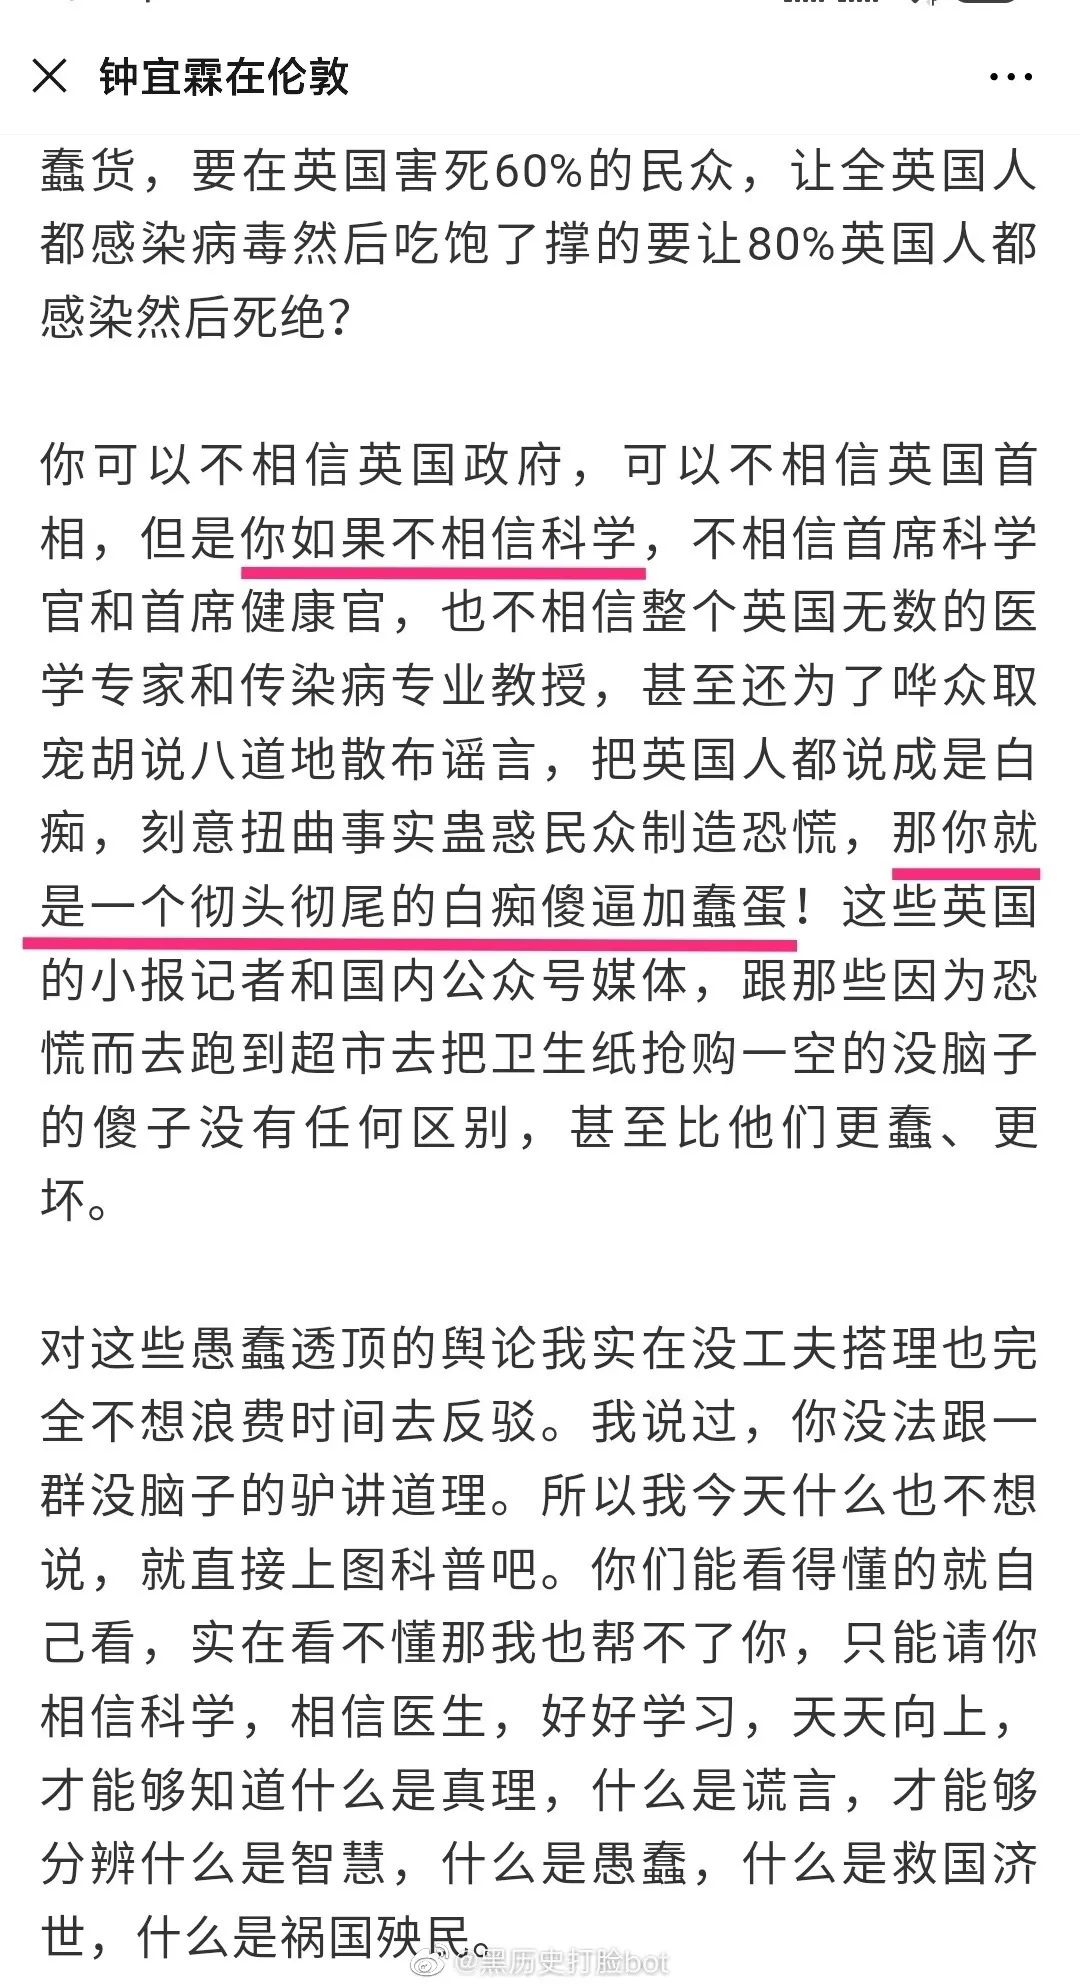 钟宜霖在伦敦
蠢货，要在英国害死60%的民众，让全英国人
都感染病毒然后吃饱了撑的要让80%英国人都
感染然后死绝？
你可以不相信英国政府，可以不相信英国首
相，但是你如果不相信科学，不相信首席科学
官和首席健康官，也不相信整个英国无数的医
学专家和传染病专业教授，甚至还为了哗众取
宠胡说八道地散布谣言，把英国人都说成是白
痴，刻意扭曲事实蛊惑民众制造恐慌，那你就
是一个彻头彻尾的白痴傻逼加蠢蛋！这些英国
的小报记者和国内公众号媒体，跟那些因为恐
慌而去跑到超市去把卫生纸抢购一空的没脑子
的傻子没有任何区别，甚至比他们更蠢、更
坏。
对这些愚蠢透顶的舆论我实在没工夫搭理也完
全不想浪费时间去反驳。我说过，你没法跟一
群没脑子的驴讲道理。所以我今天什么也不想
说，就直接上图科普吧。你们能看得懂的就自
己看，实在看不懂那我也帮不了你，只能请你
相信科学，相信医生，好好学习，天天向上，
才能够知道什么是真理，什么是谎言，才能够
分辨什么是智慧，什么是愚蠢，什么是救国济
世，什么是祸国殃民。
@黑历史打脸bot